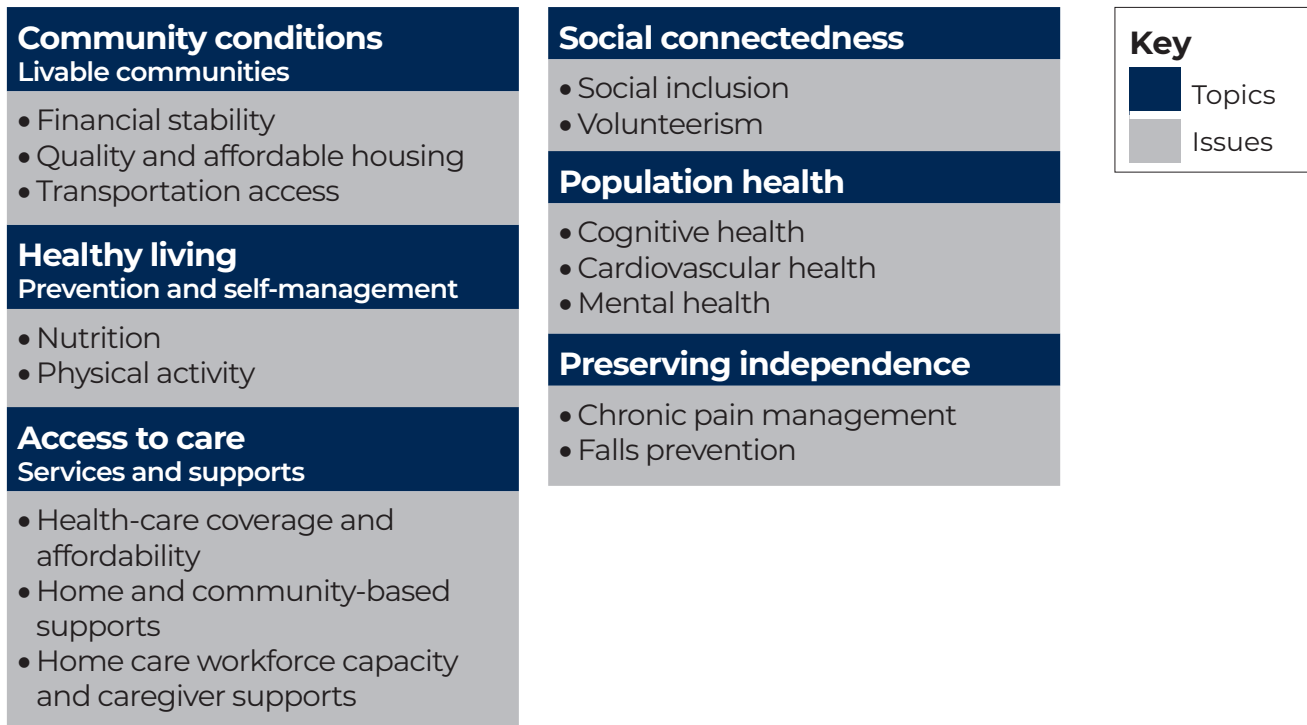 Community conditions
Livable communities
• Financial stability
• Quality and affordable housing
• Transportation access
Healthy living
Prevention and self-management
• Nutrition
• Physical activity
Access to care
Services and supports
• Health-care coverage and
affordability
• Home and community-based
supports
• Home care workforce capacity
and caregiver supports
Social connectedness
• Social inclusion
• Volunteerism
Population health
• Cognitive health
• Cardiovascular health
• Mental health
Preserving independence
• Chronic pain management
• Falls prevention
Key
Topics
Issues